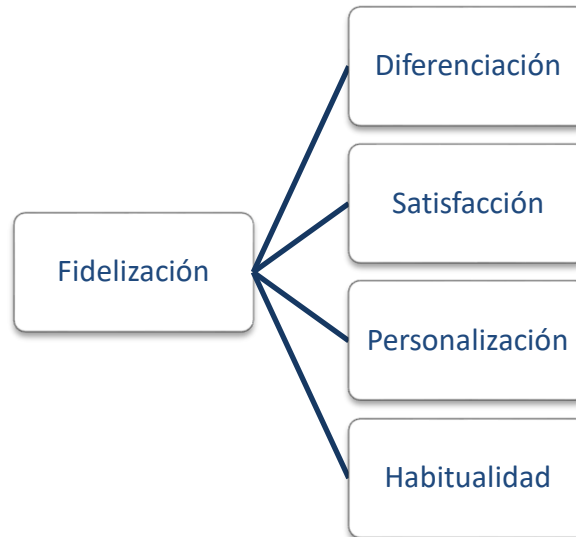 Diferenciación
Satisfacción
Fidelización
Personalización
Habitualidad